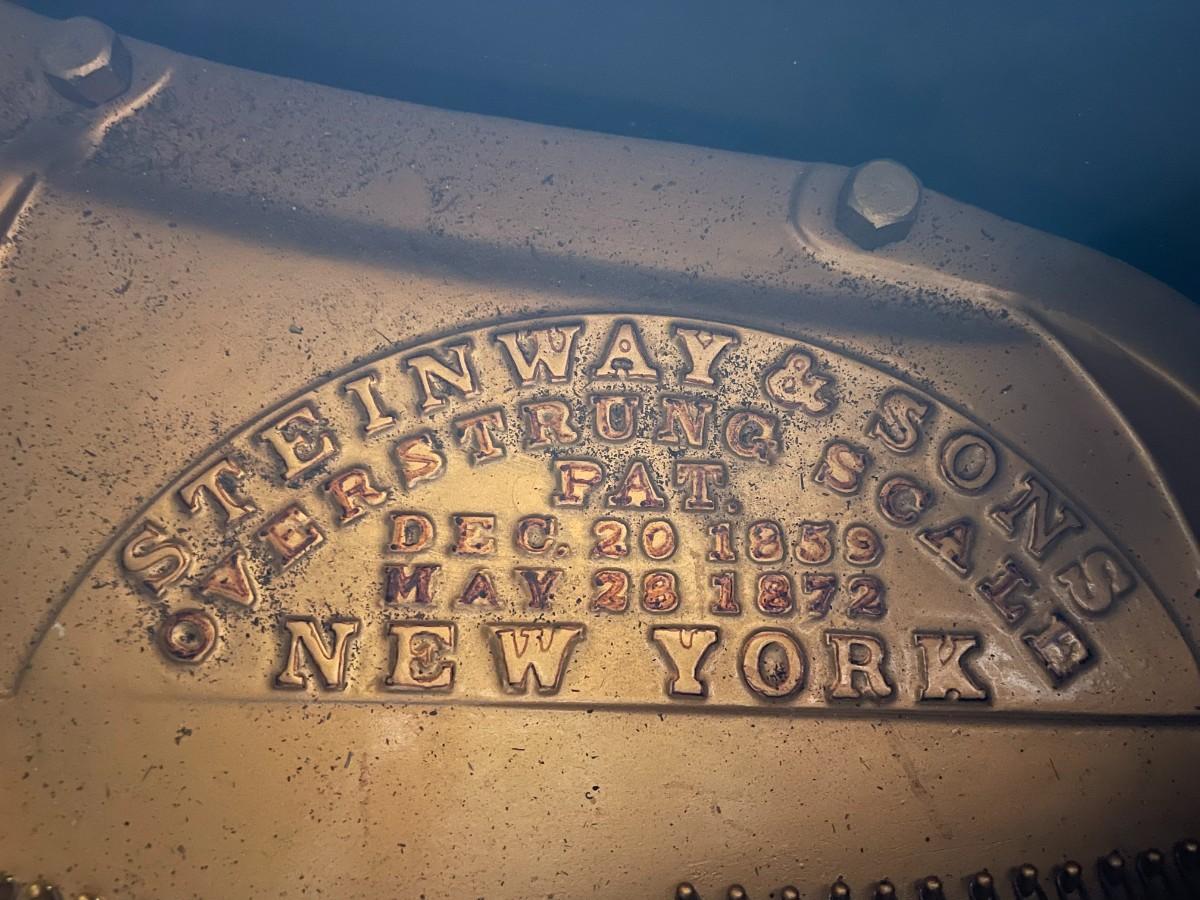 STEINWAY & SONS
OVERSTRUNG SCALE
PAT.
DEC. 20 1859
MAY 28 1872
NEW YORK